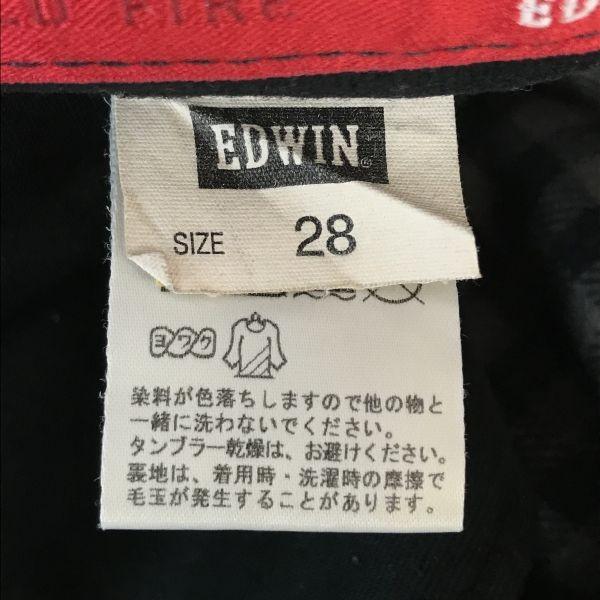 ED FIRE
ED
EDWIN
SIZE 28
ヨワク
染料が色落ちしますので他の物と
一緒に洗わないでください。
タンブラー乾燥は、お避けください。
裏地は、着用時・洗濯時の摩擦で
毛玉が発生することがあります。